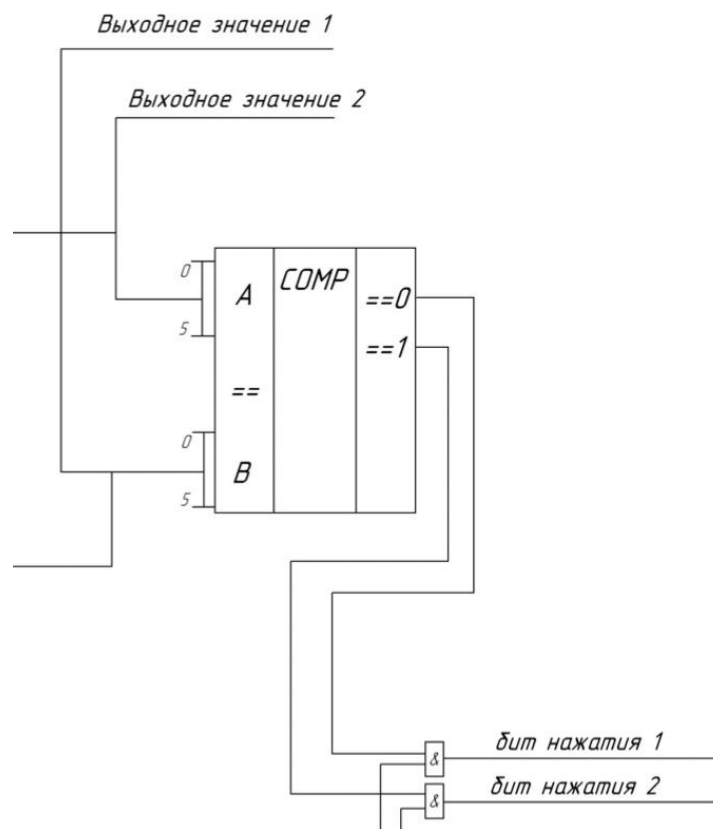 Выходное значение 1
Выходное значение 2
0
A
COMP
==0
5
==1
==
0
B
5
&
бит нажатия 1
&
бит нажатия 2